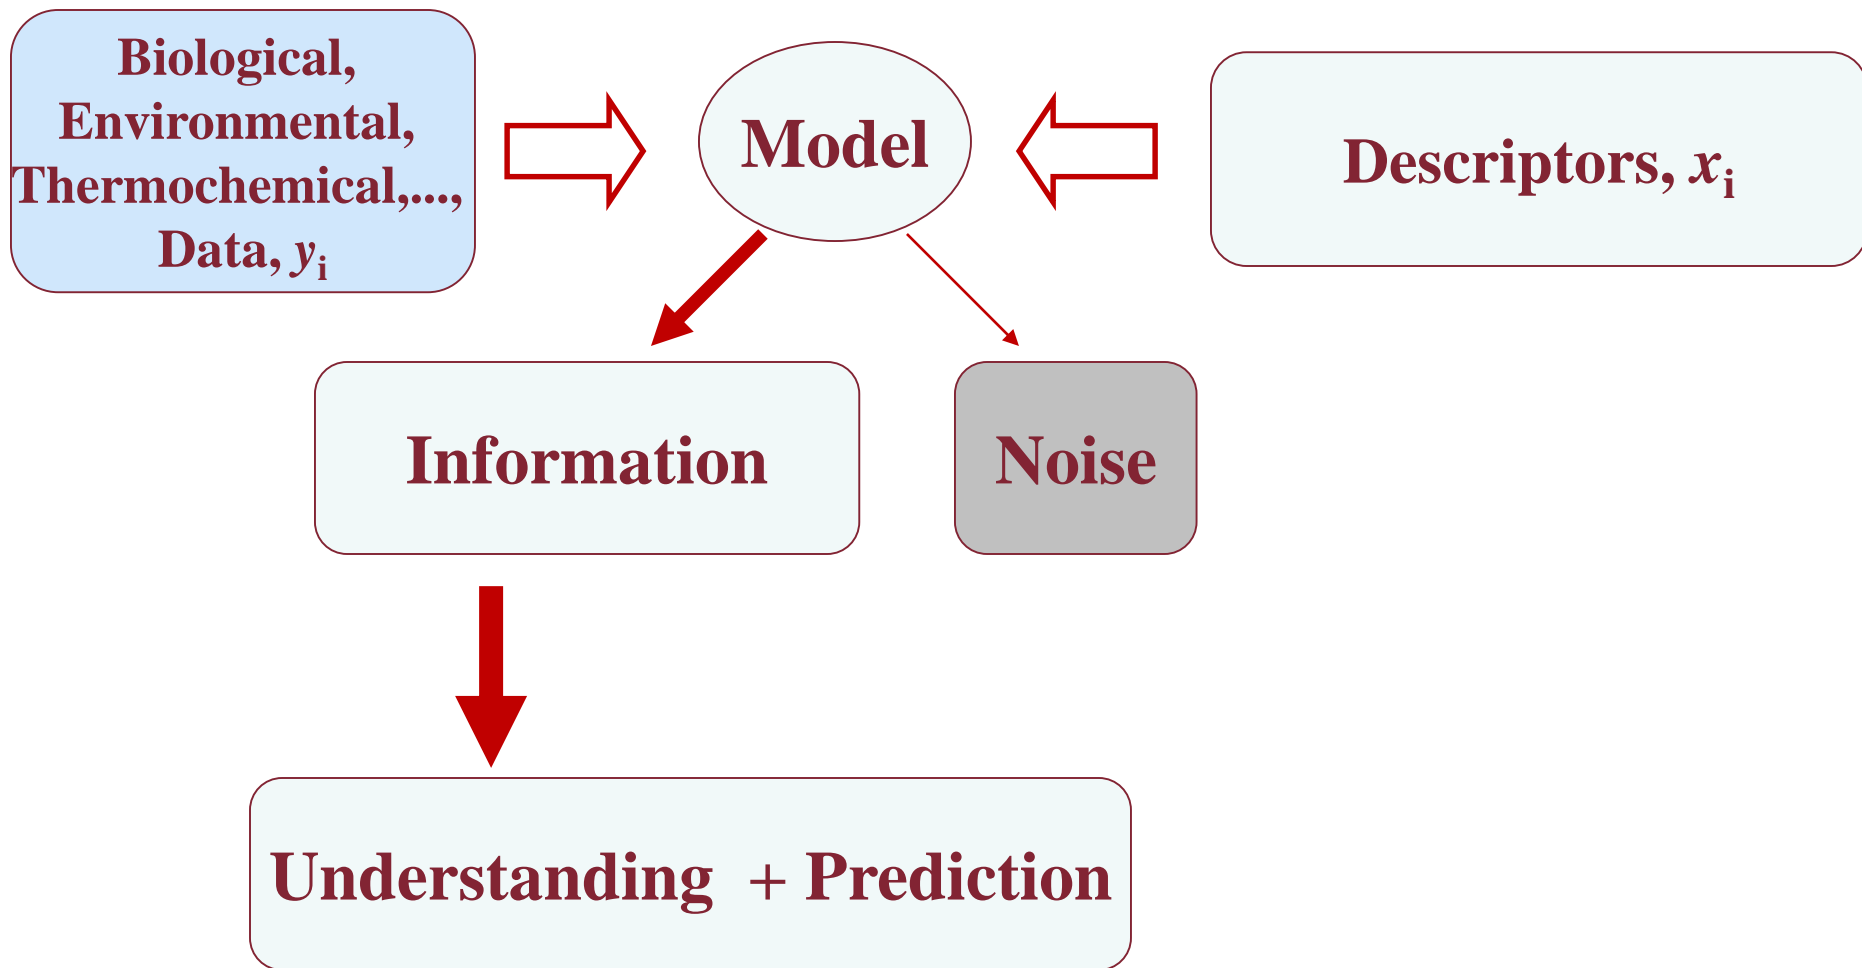 Biological,
Environmental,
Thermochemical,...,
Data, yi
Model
Descriptors, xi
Information
Noise
Understanding + Prediction